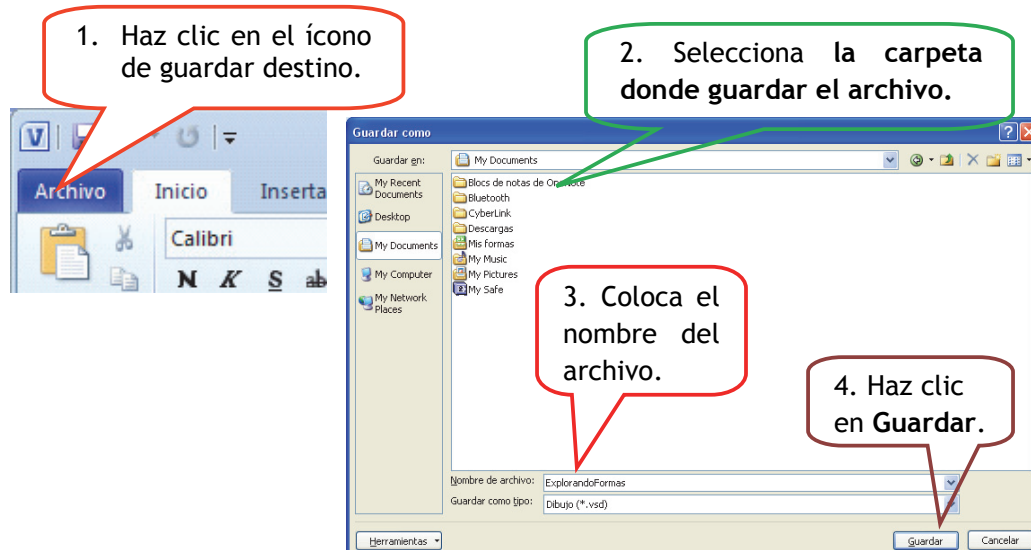 1. Haz clic en el ícono
de guardar destino.
2. Selecciona la carpeta
donde guardar el archivo.
Archivo Inicio Inserta
Calibri
N K S ab
Guardar como
Guardar en: My Documents
My Recent
Documents
Desktop
My Documents
My Computer
My Network
Places
Blocs de notas de OneNote
Bluetooth
CyberLink
Descargas
Mis formas
My Music
My Pictures
My Safe
3. Coloca el
nombre del
archivo.
4. Haz clic
en Guardar.
Nombre de archivo: ExplorandoFormas
Guardar como tipo: Dibujo (*.vsd)
Herramientas Guardar Cancelar